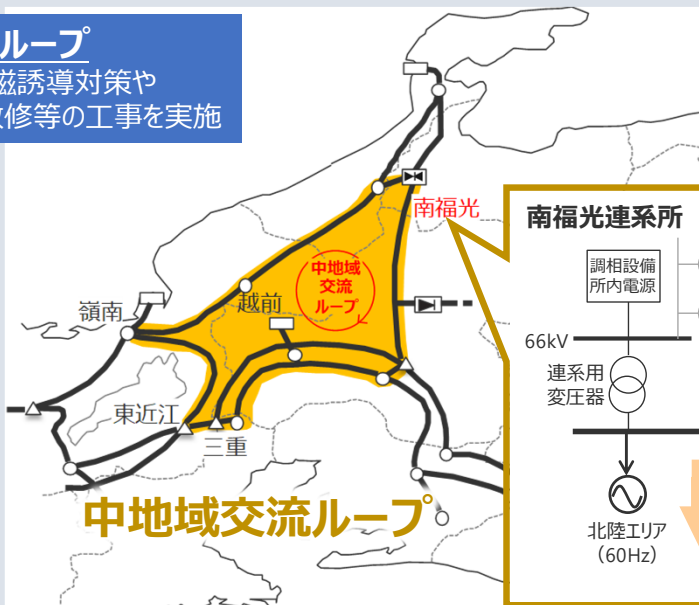 ループ
磁誘導対策や
改修等の工事を実施
南福光
中地域
交流
ループ
越前
嶺南
東近江
三重
中地域交流ループ
南福光連系所
調相設備
所内電源
66kV
連系用
変圧器
北陸エリア
(60Hz)